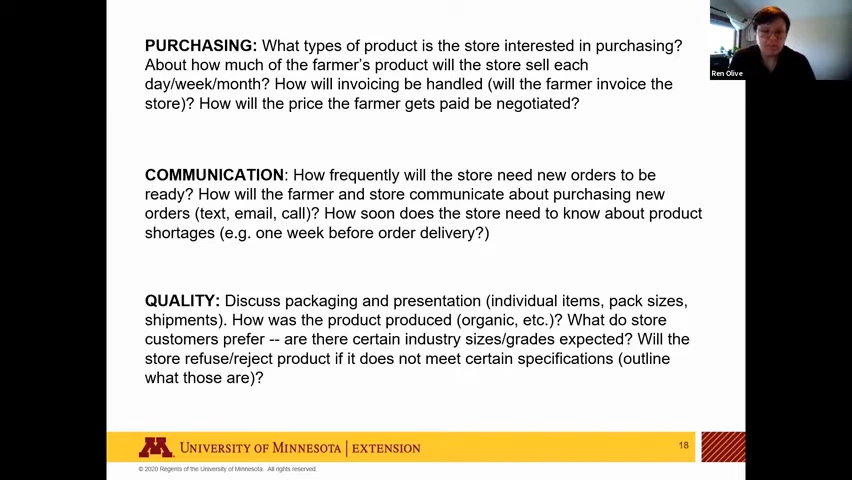 PURCHASING: What types of product is the store interested in purchasing?
About how much of the farmer's product will the store sell each
day/week/month? How will invoicing be handled (will the farmer invoice the
store)? How will the price the farmer gets paid be negotiated?
Ren Olive
COMMUNICATION: How frequently will the store need new orders to be
ready? How will the farmer and store communicate about purchasing new
orders (text, email, call)? How soon does the store need to know about product
shortages (e.g. one week before order delivery?)
QUALITY: Discuss packaging and presentation (individual items, pack sizes,
shipments). How was the product produced (organic, etc.)? What do store
customers prefer -- are there certain industry sizes/grades expected? Will the
store refuse/reject product if it does not meet certain specifications (outline
what those are)?
M UNIVERSITY OF MINNESOTA | EXTENSION
18
© 2020 Regents of the University of Minnesota. All rights reserved.